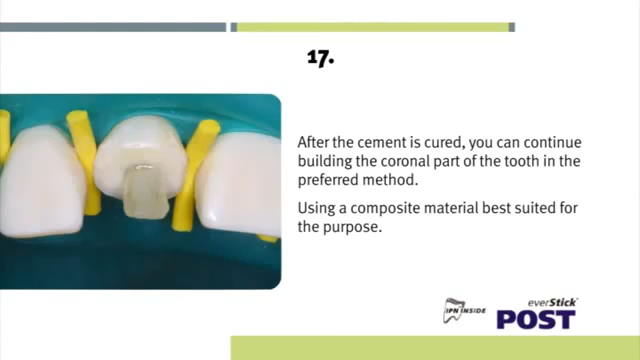 17.
After the cement is cured, you can continue
building the coronal part of the tooth in the
preferred method.
Using a composite material best suited for
the purpose.
IPN INSIDE
everStick
POST